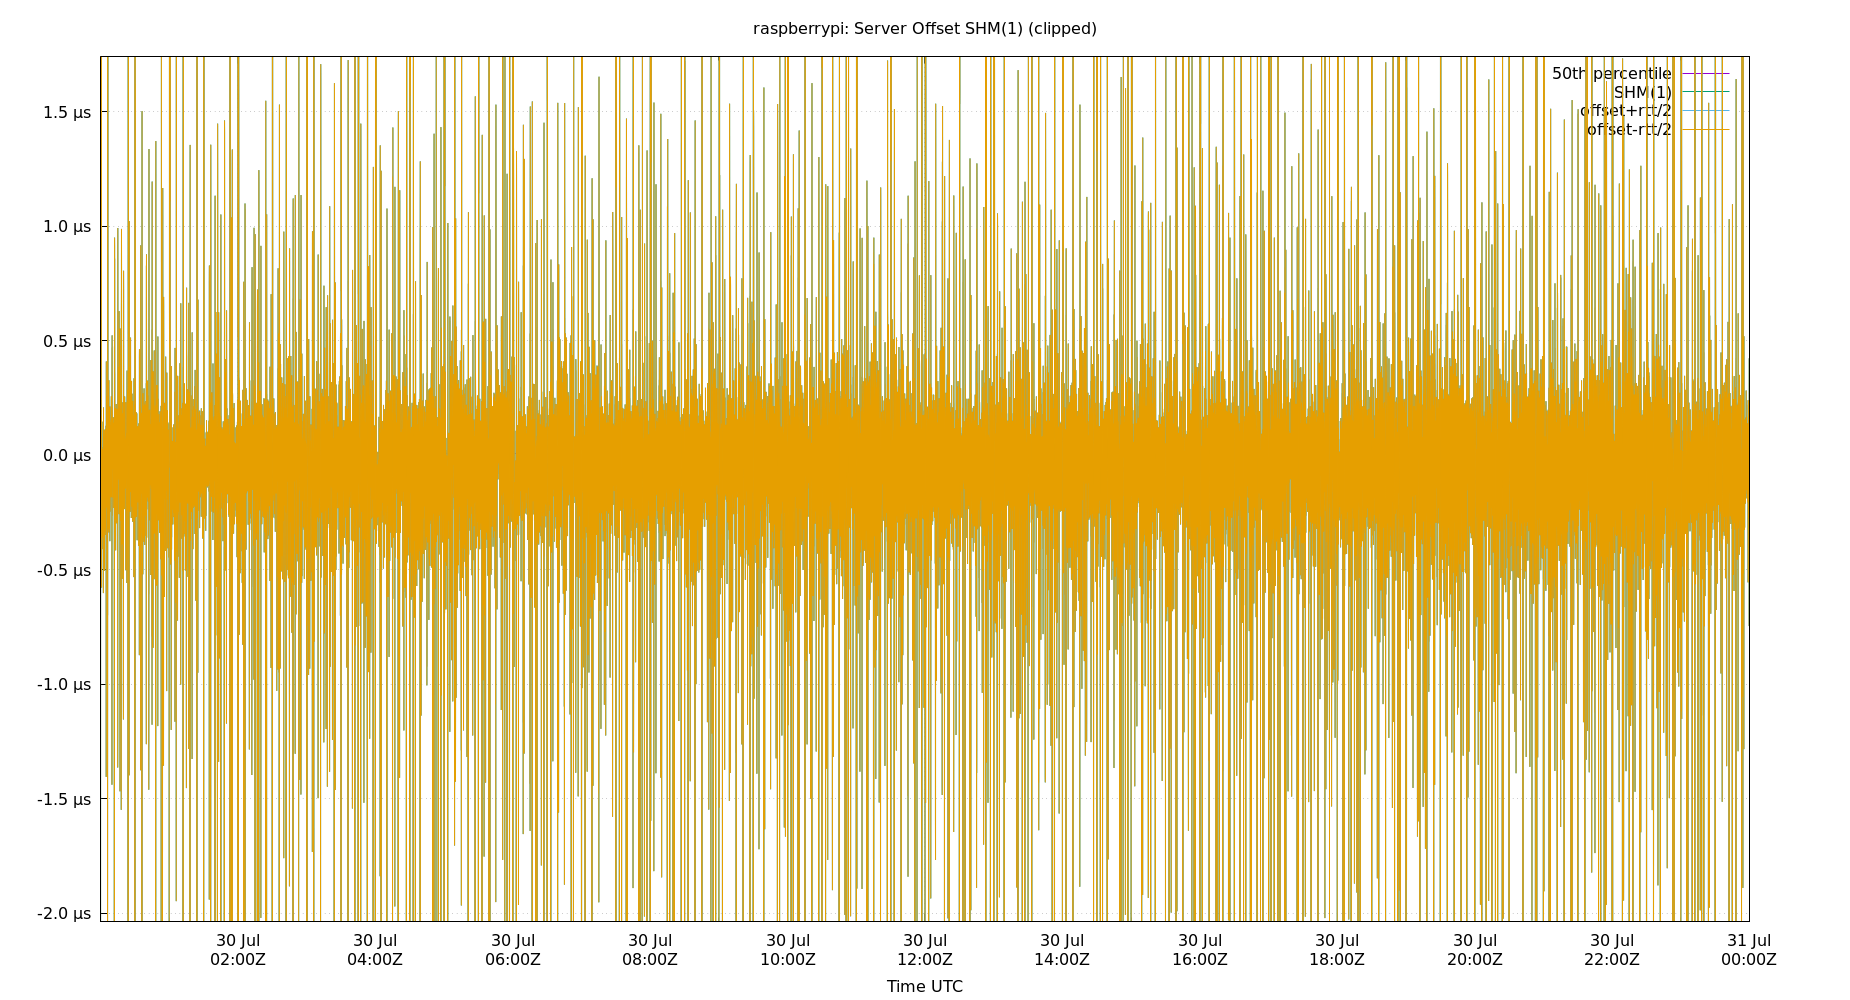 raspberrypi: Server Offset SHM(1) (clipped)
50th percentile
SHM(1)
offset+rtt/2
offset-rtt/2
1.5 µs
1.0 µs
0.5 µs
0.0 µs
-0.5 µs
-1.0 µs
-1.5 µs
-2.0 µs
30 Jul 30 Jul 30 Jul 30 Jul 30 Jul 30 Jul 30 Jul 30 Jul 30 Jul 30 Jul 30 Jul 31 Jul
02:00Z 04:00Z 06:00Z 08:00Z 10:00Z 12:00Z 14:00Z 16:00Z 18:00Z 20:00Z 22:00Z 00:00Z
Time UTC